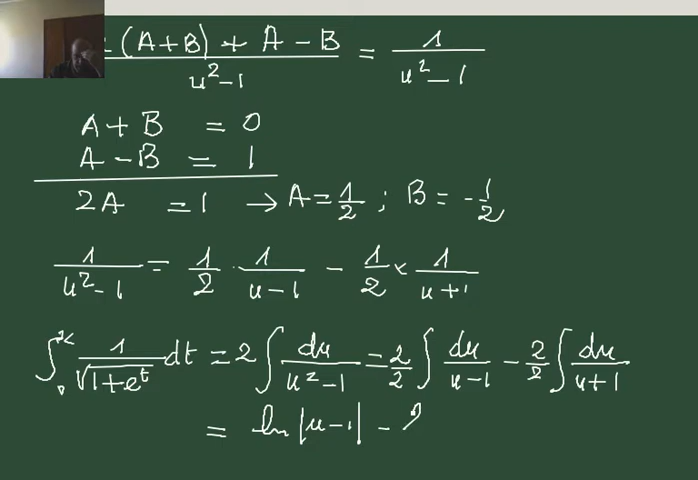 (A+B) + A - B / u² - 1 = 1 / u² - 1
A + B = 0
A - B = 1
2A = 1 → A = 1/2 ; B = - 1/2
1 / u² - 1 = 1/2 · 1 / u - 1 - 1/2 × 1 / u + 1
∫₀ˣ 1 / √1+eᵗ dt = 2 ∫ du / u² - 1 = 2/2 ∫ du / u - 1 - 2/2 ∫ du / u + 1
= ln |u - 1| -